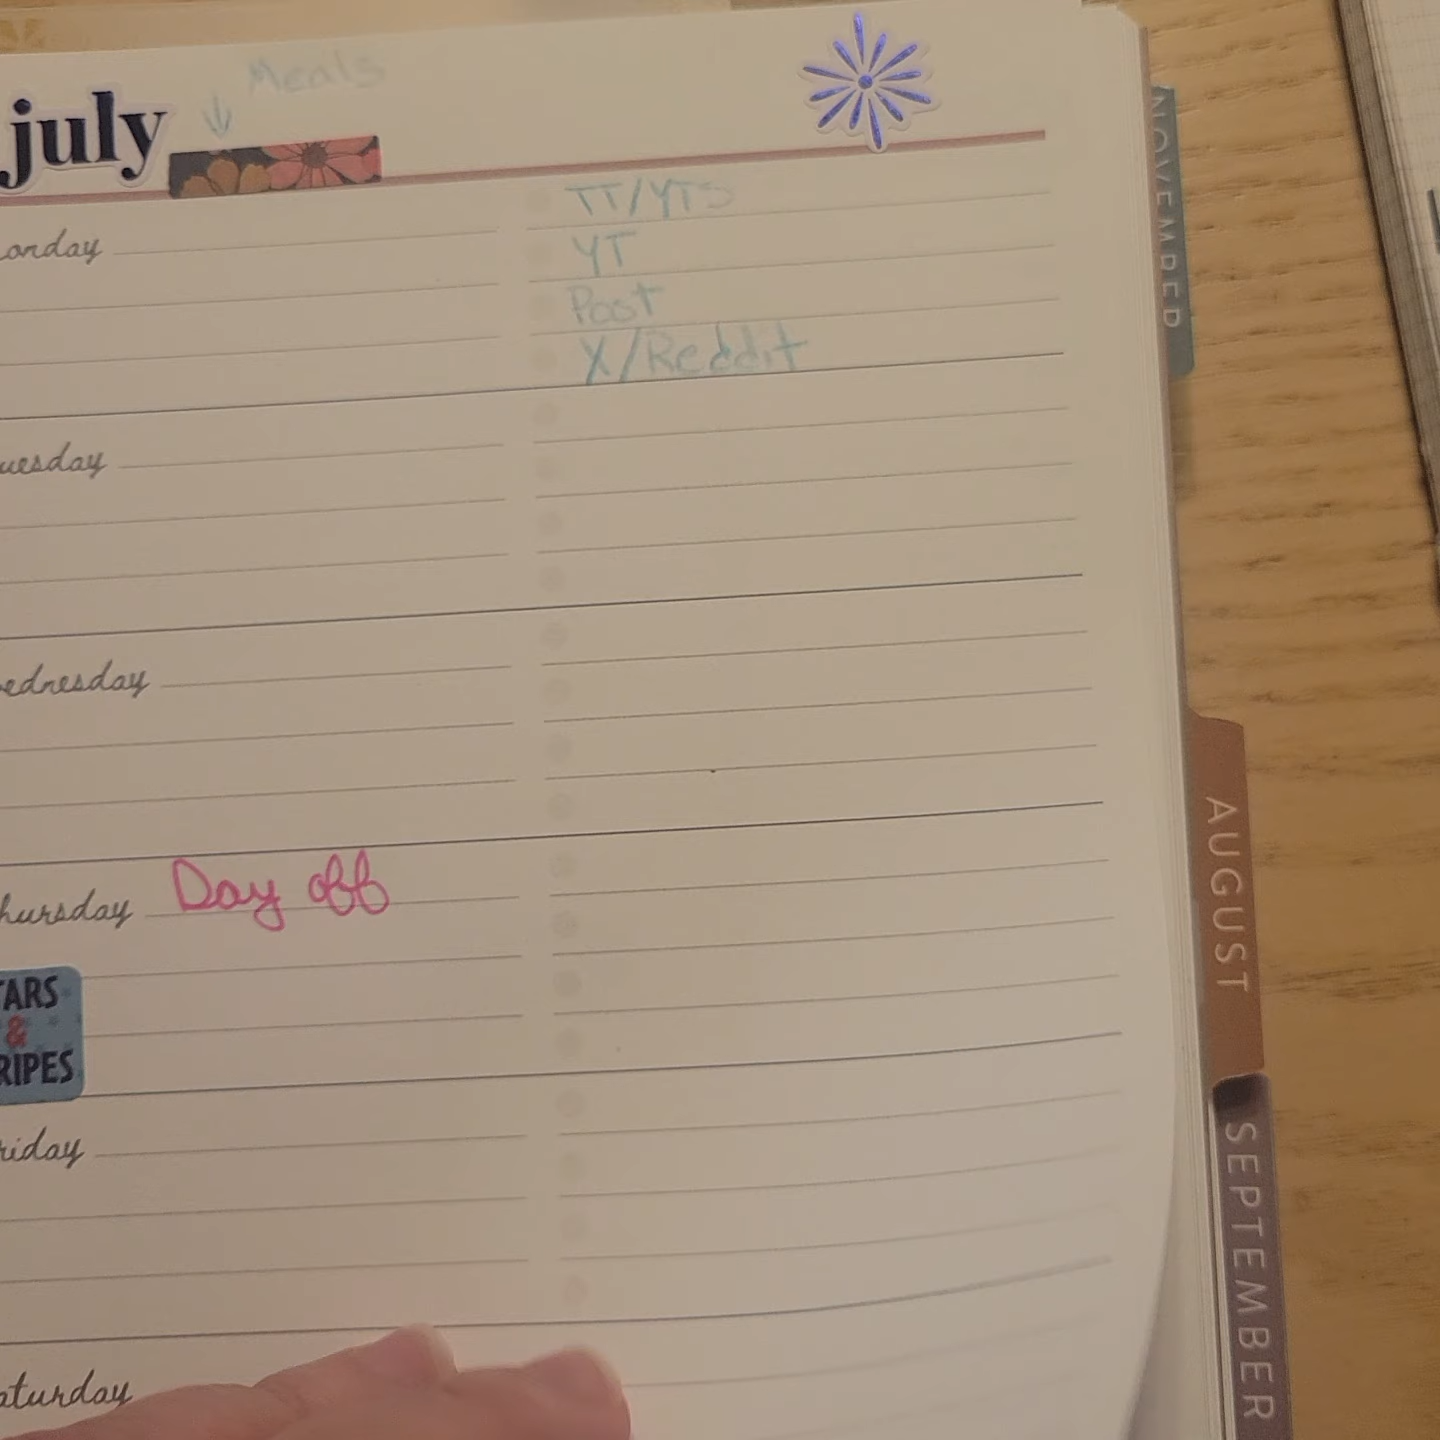 Meals
july
TT/YTS
onday
YT
Post
X/Reddit
uesday
ednesday
hursday Day off
TARS
&
RIPES
riday
aturday
NOVEMBER
AUGUST
SEPTEMBER